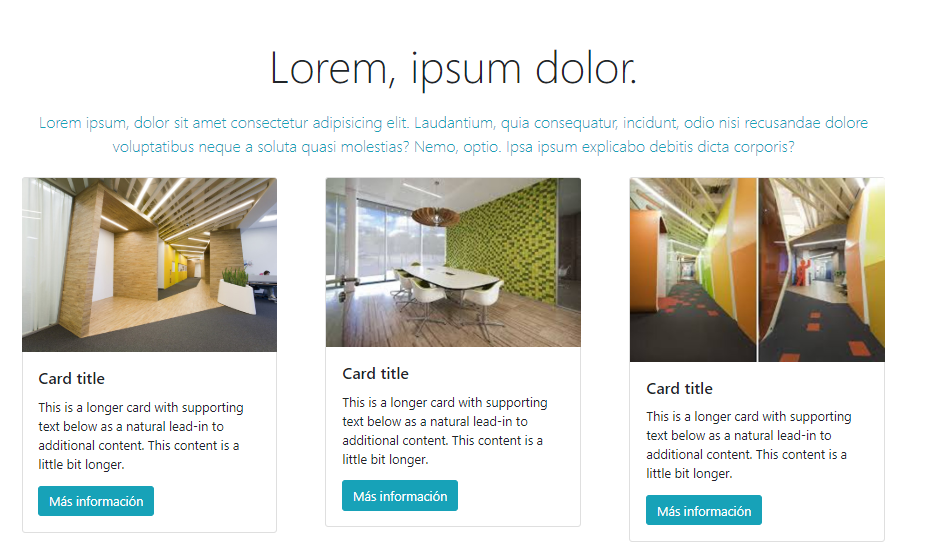 Lorem, ipsum dolor.
Lorem ipsum, dolor sit amet consectetur adipisicing elit. Laudantium, quia consequatur, incidunt, odio nisi recusandae dolore
voluptatibus neque a soluta quasi molestias? Nemo, optio. Ipsa ipsum explicabo debitis dicta corporis?
Card title
This is a longer card with supporting
text below as a natural lead-in to
additional content. This content is a
little bit longer.
Más información
Card title
This is a longer card with supporting
text below as a natural lead-in to
additional content. This content is a
little bit longer.
Más información
Card title
This is a longer card with supporting
text below as a natural lead-in to
additional content. This content is a
little bit longer.
Más información